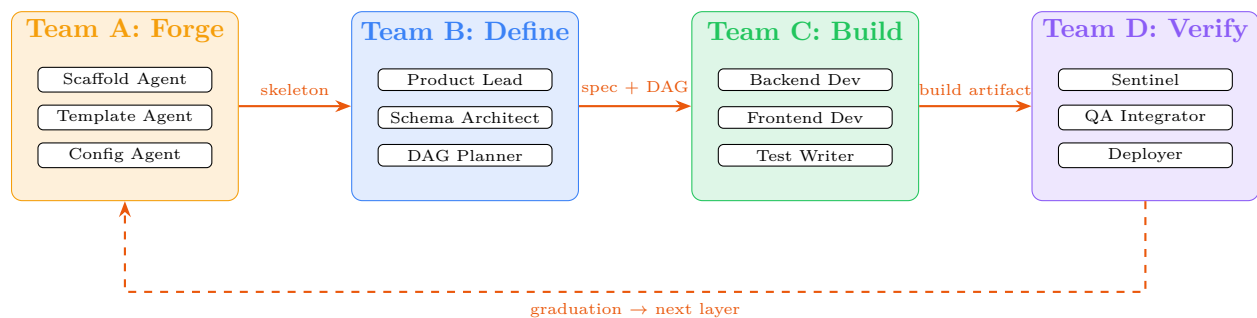 Team A: Forge
Scaffold Agent
Template Agent
Config Agent
skeleton
Team B: Define
Product Lead
Schema Architect
DAG Planner
spec + DAG
Team C: Build
Backend Dev
Frontend Dev
Test Writer
build artifact
Team D: Verify
Sentinel
QA Integrator
Deployer
graduation → next layer